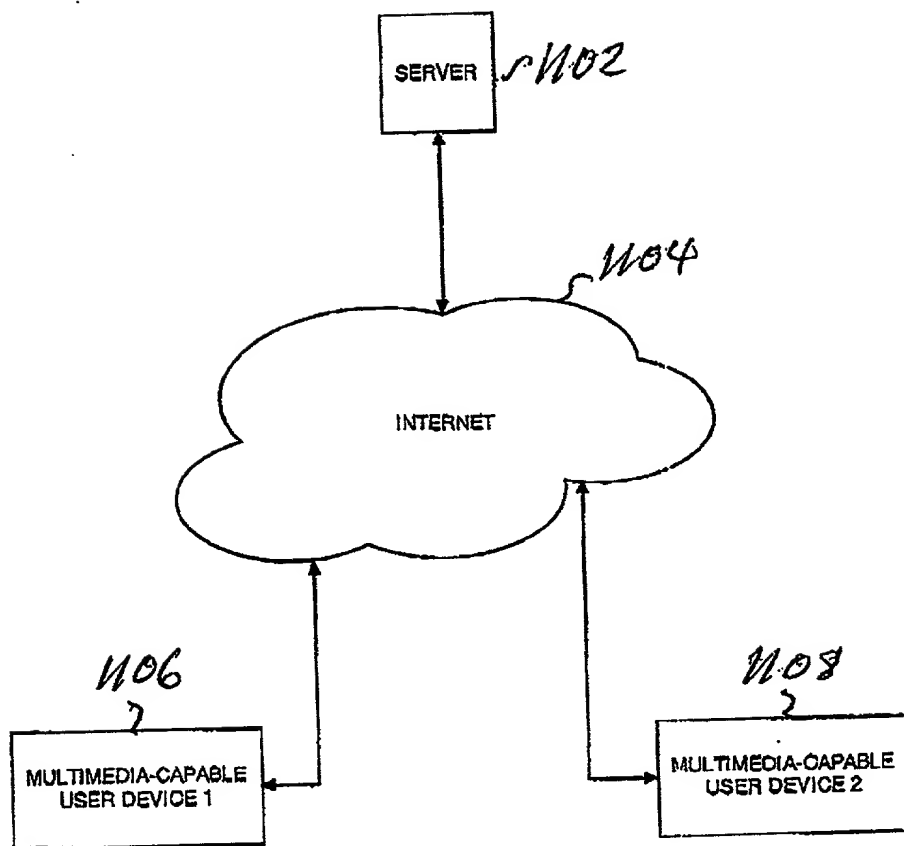 SERVER
1102
1104
INTERNET
1106
1108
MULTIMEDIA-CAPABLE
USER DEVICE 1
MULTIMEDIA-CAPABLE
USER DEVICE 2